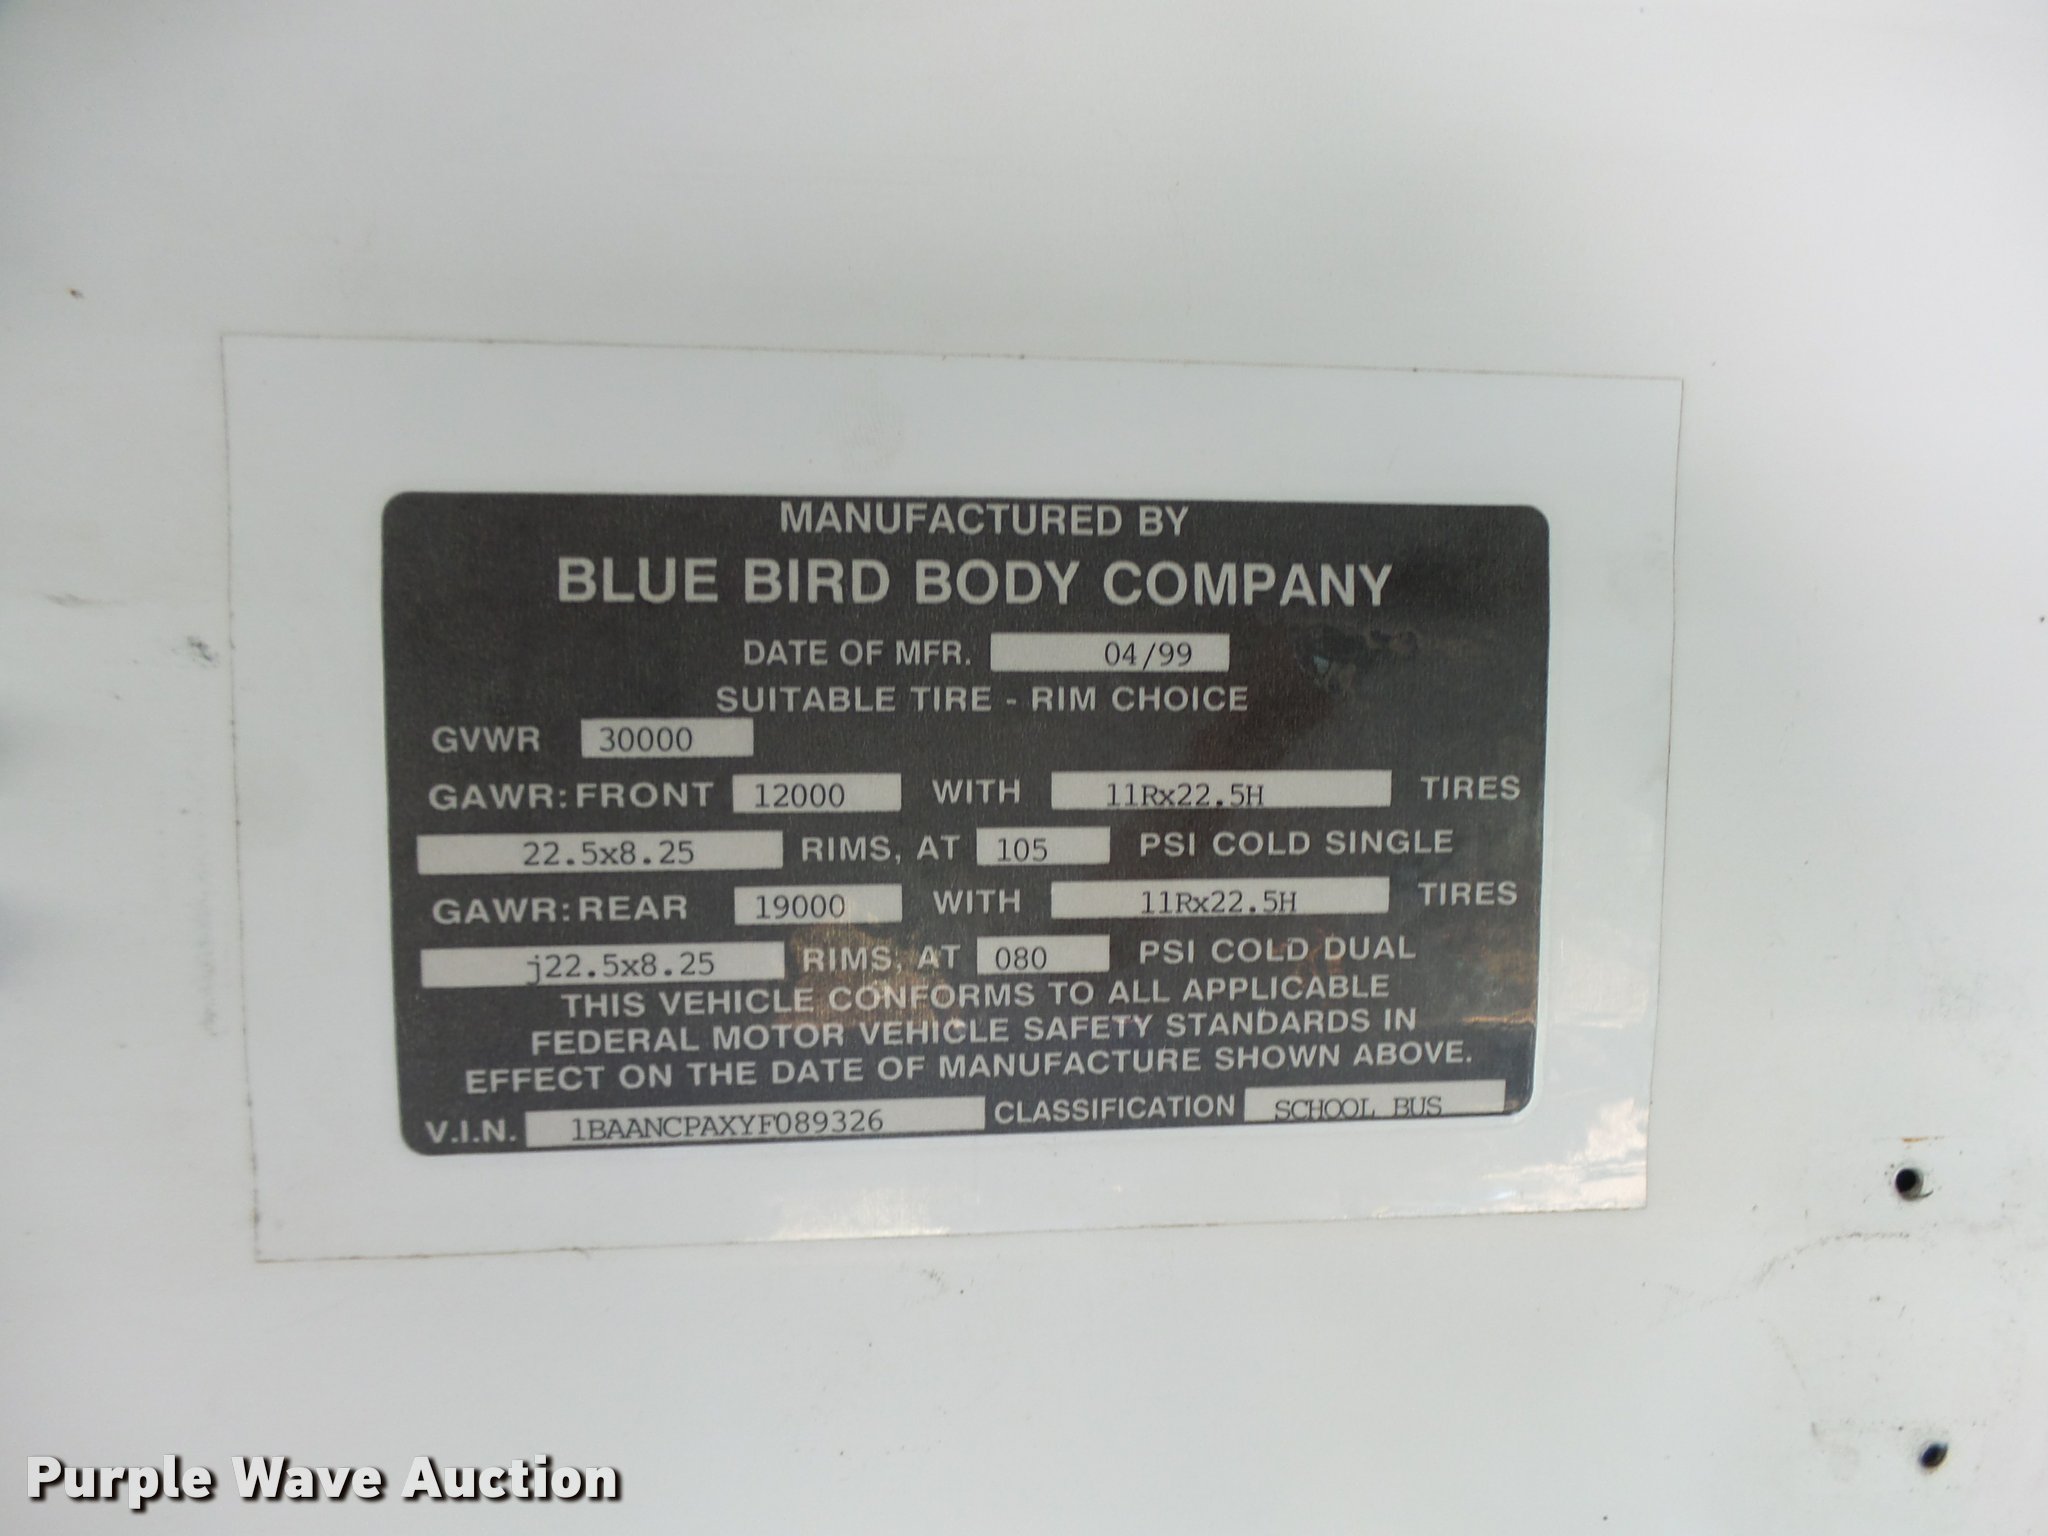 MANUFACTURED BY
BLUE BIRD BODY COMPANY
DATE OF MFR. 04/99
SUITABLE TIRE - RIM CHOICE
GVWR 30000
GAWR: FRONT 12000 WITH 11Rx22.5H TIRES
22.5x8.25 RIMS, AT 105 PSI COLD SINGLE
GAWR: REAR 19000 WITH 11Rx22.5H TIRES
j22.5x8.25 RIMS, AT 080 PSI COLD DUAL
THIS VEHICLE CONFORMS TO ALL APPLICABLE
FEDERAL MOTOR VEHICLE SAFETY STANDARDS IN
EFFECT ON THE DATE OF MANUFACTURE SHOWN ABOVE.
V.I.N. 1BAANCPAXYF089326 CLASSIFICATION SCHOOL BUS
Purple Wave Auction